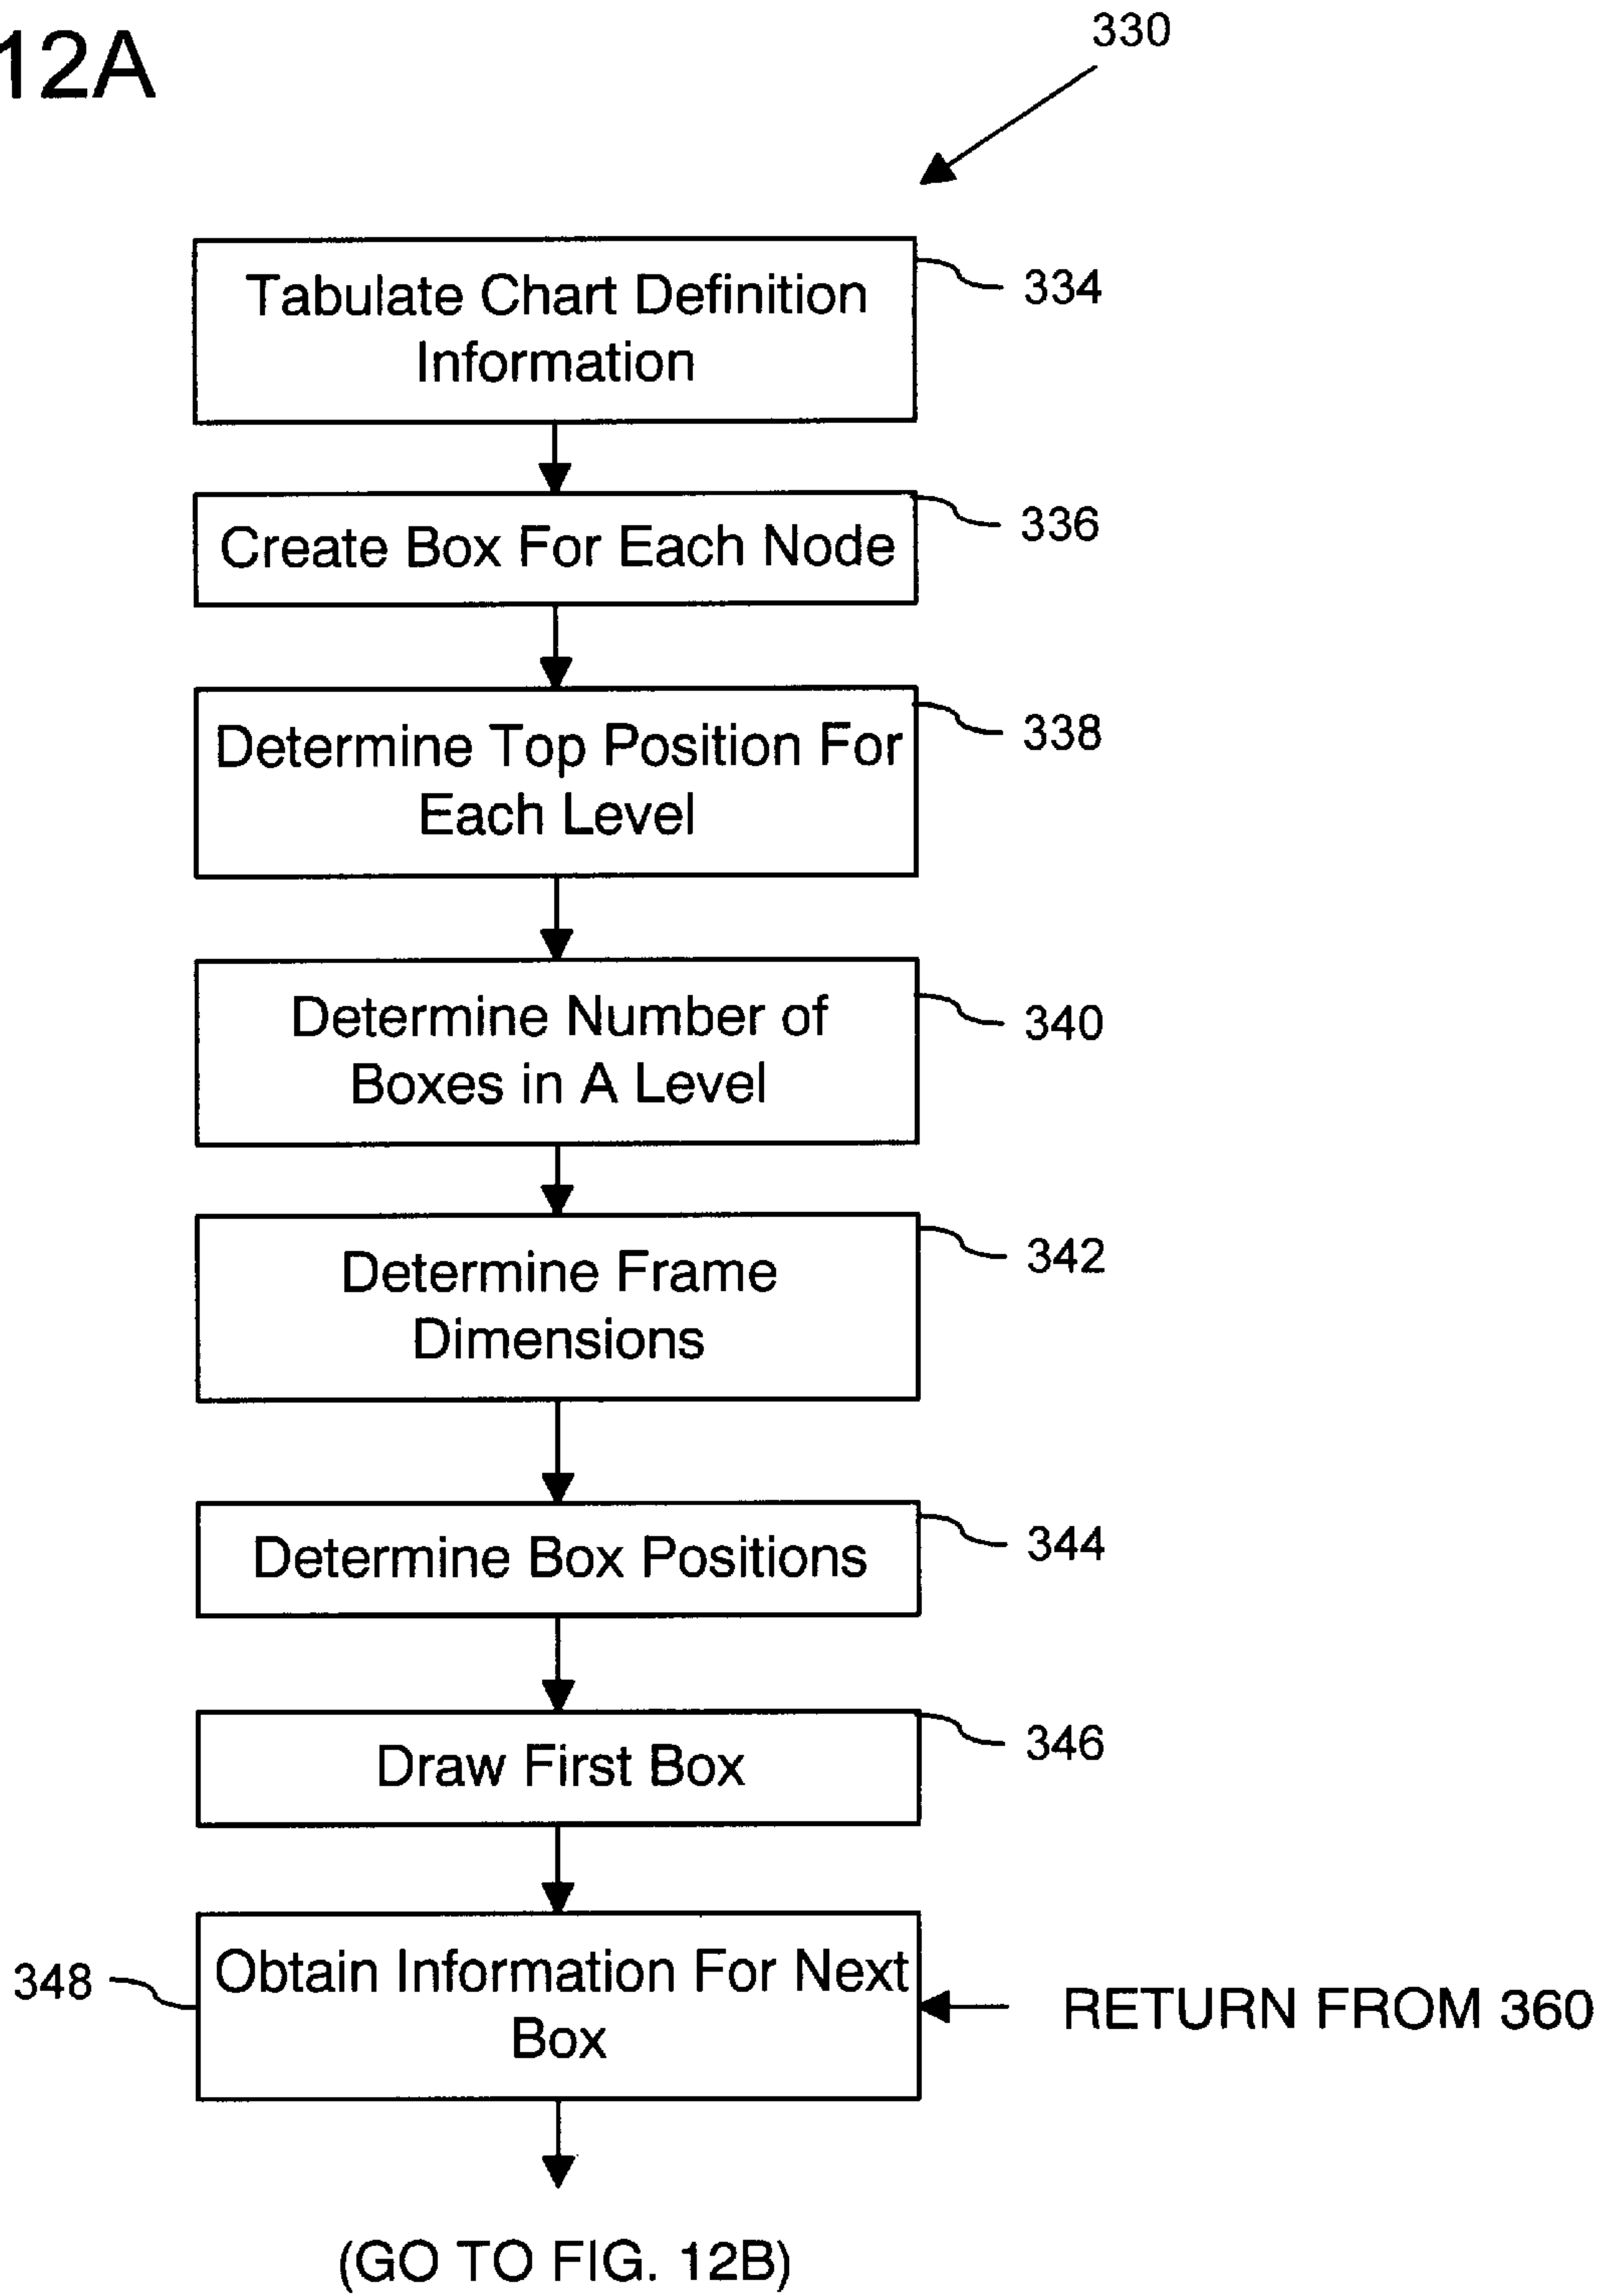 12A
330
Tabulate Chart Definition
Information
334
Create Box For Each Node
336
Determine Top Position For
Each Level
338
Determine Number of
Boxes in A Level
340
Determine Frame
Dimensions
342
Determine Box Positions
344
Draw First Box
346
348
Obtain Information For Next
Box
RETURN FROM 360
(GO TO FIG. 12B)